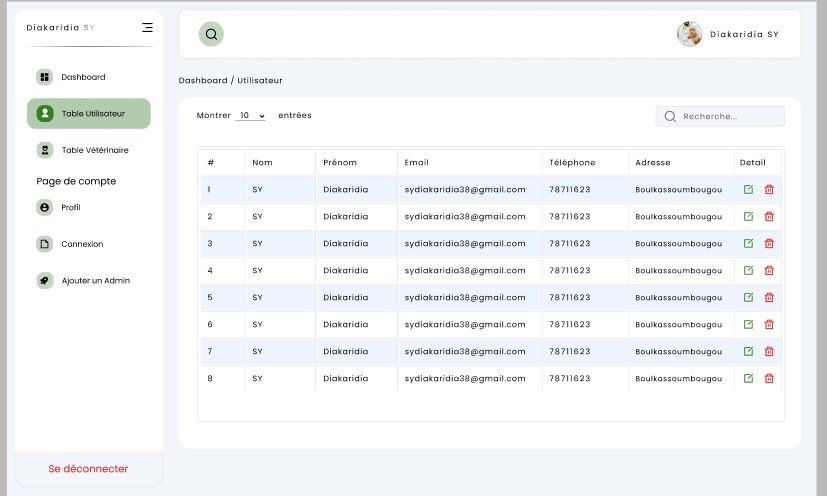 Diakaridia SY
Dashboard
Table Utilisateur
Table Vétérinaire
Page de compte
Profil
Connexion
Ajouter un Admin
Se déconnecter
Diakaridia SY
Dashboard / Utilisateur
Montrer 10 entrées
Recherche...
# Nom Prénom Email Téléphone Adresse Detail
1 SY Diakaridia sydiakaridia38@gmail.com 78711623 Boulkassoumbougou
2 SY Diakaridia sydiakaridia38@gmail.com 78711623 Boulkassoumbougou
3 SY Diakaridia sydiakaridia38@gmail.com 78711623 Boulkassoumbougou
4 SY Diakaridia sydiakaridia38@gmail.com 78711623 Boulkassoumbougou
5 SY Diakaridia sydiakaridia38@gmail.com 78711623 Boulkassoumbougou
6 SY Diakaridia sydiakaridia38@gmail.com 78711623 Boulkassoumbougou
7 SY Diakaridia sydiakaridia38@gmail.com 78711623 Boulkassoumbougou
8 SY Diakaridia sydiakaridia38@gmail.com 78711623 Boulkassoumbougou